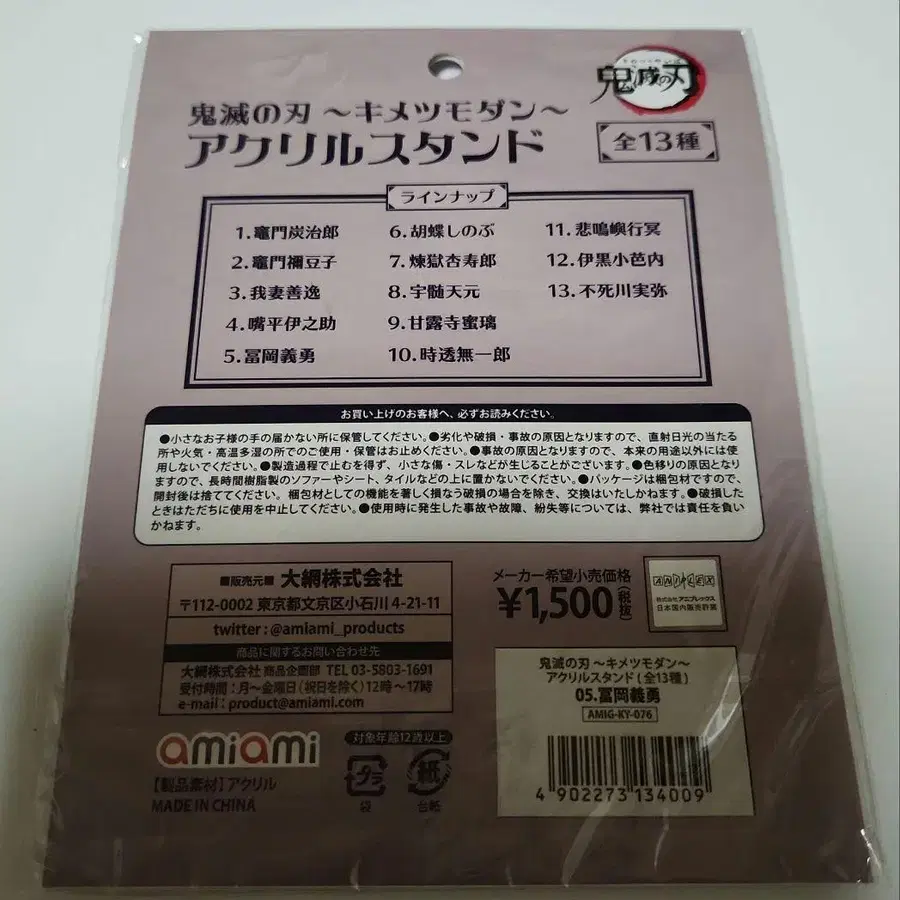 鬼滅の刃
鬼滅の刃 ～キメツモダン～
アクリルスタンド
全13種
ラインナップ
1.竈門炭治郎
2.竈門禰豆子
3.我妻善逸
4.嘴平伊之助
5.冨岡義勇
6.胡蝶しのぶ
7.煉獄杏寿郎
8.宇髄天元
9.甘露寺蜜璃
10.時透無一郎
11.悲鳴嶼行冥
12.伊黒小芭内
13.不死川実弥
お買い上げのお客様へ、必ずお読みください。
●小さなお子様の手の届かない所に保管してください。●劣化や破損・事故の原因となりますので、直射日光の当たる
所や火気・高温多湿の所でのご使用・保管はお止めください。●事故の原因となりますので、本来の用途以外には使
用しないでください。●製造過程で止むを得ず、小さな傷・スレなどが生じることがございます。●色移りの原因となり
ますので、長時間樹脂製のソファーやシート、タイルなどの上に置かないでください。●パッケージは梱包材ですので、
開封後は捨ててください。梱包材としての機能を著しく損なう破損の場合を除き、交換はいたしかねます。●破損した
ときはただちに使用を中止してください。●使用時に発生した事故や故障、紛失等については、弊社では責任を負い
かねます。
■販売元■ 大網株式会社
〒112-0002 東京都文京区小石川 4-21-11
twitter : @amiami_products
商品に関するお問い合わせ先
大網株式会社 商品企画部 TEL 03-5803-1691
受付時間：月～金曜日(祝日を除く)12時～17時
e-mail : product@amiami.com
メーカー希望小売価格
¥1,500(税抜)
ANIPLEX
株式会社 アニプレックス
日本国内販売許諾
鬼滅の刃 ～キメツモダン～
アクリルスタンド(全13種)
05.冨岡義勇
AMIG-KY-076
4 902273 134009
amiami
【製品素材】アクリル
MADE IN CHINA
対象年齢12歳以上
プラ
袋
紙
台紙